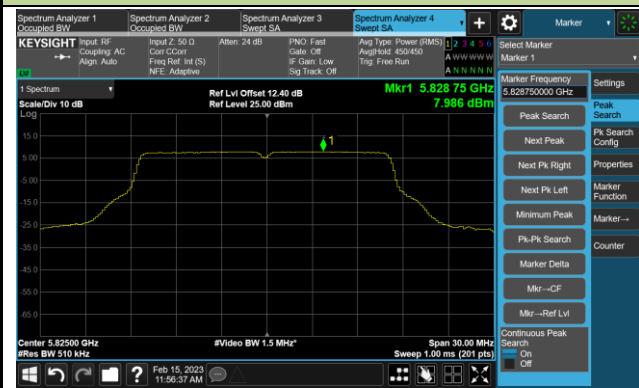 Spectrum Analyzer 1
Occupied BW
Spectrum Analyzer 2
Occupied BW
Spectrum Analyzer 3
Swept SA
Spectrum Analyzer 4
Swept SA
Marker
KEYSIGHT
Input: RF
Coupling: AC
Align: Auto
Input Z: 50 Ω
Corr CCorr
Freq Ref: Int (S)
NFE: Adaptive
Atten: 24 dB
PNO: Fast
Gate: Off
IF Gain: Low
Sig Track: Off
Avg Type: Power (RMS)
Avg|Hold: 450/450
Trig: Free Run
1 2 3 4 5 6
A W W W W W
A N N N N N
Select Marker
Marker 1
LXI
1 Spectrum
Scale/Div 10 dB
Log
Ref Lvl Offset 12.40 dB
Ref Level 25.00 dBm
Mkr1 5.828 75 GHz
7.986 dBm
1
15.0
5.00
-5.00
-15.0
-25.0
-35.0
-45.0
-55.0
-65.0
Center 5.82500 GHz
#Res BW 510 kHz
#Video BW 1.5 MHz*
Span 30.00 MHz
Sweep 1.00 ms (201 pts)
Marker Frequency
5.828750000 GHz
Peak Search
Next Peak
Next Pk Right
Next Pk Left
Minimum Peak
Pk-Pk Search
Marker Delta
Mkr→CF
Mkr→Ref Lvl
Continuous Peak
Search
On
Off
Settings
Peak
Search
Pk Search
Config
Properties
Marker
Function
Marker→
Counter
?
Feb 15, 2023
11:56:37 AM